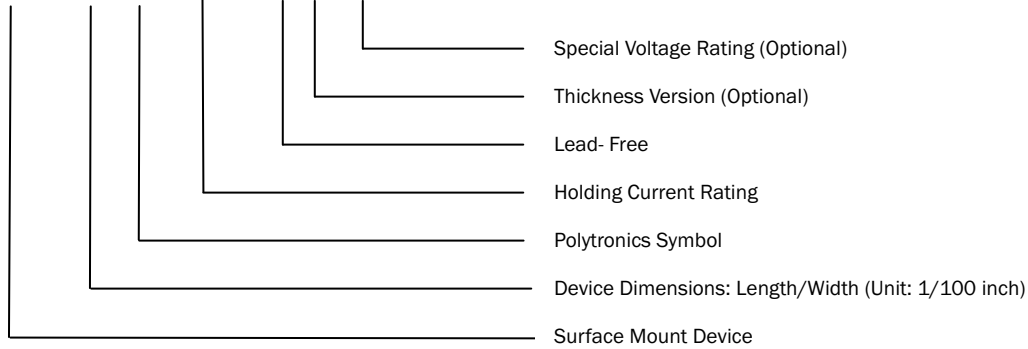 Special Voltage Rating (Optional)
Thickness Version (Optional)
Lead- Free
Holding Current Rating
Polytronics Symbol
Device Dimensions: Length/Width (Unit: 1/100 inch)
Surface Mount Device